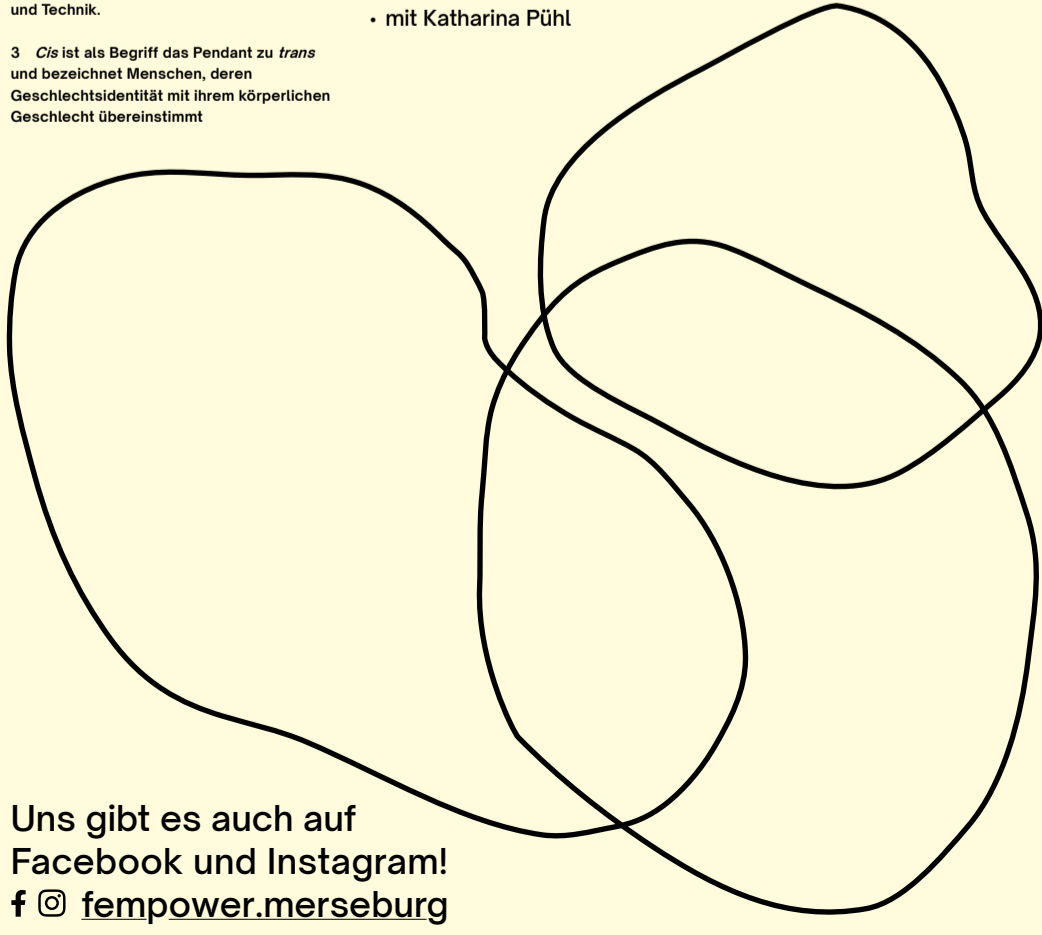 und Technik.
3 Cis ist als Begriff das Pendant zu trans
und bezeichnet Menschen, deren
Geschlechtsidentität mit ihrem körperlichen
Geschlecht übereinstimmt
• mit Katharina Pühl
Uns gibt es auch auf
Facebook und Instagram!
fempower.merseburg